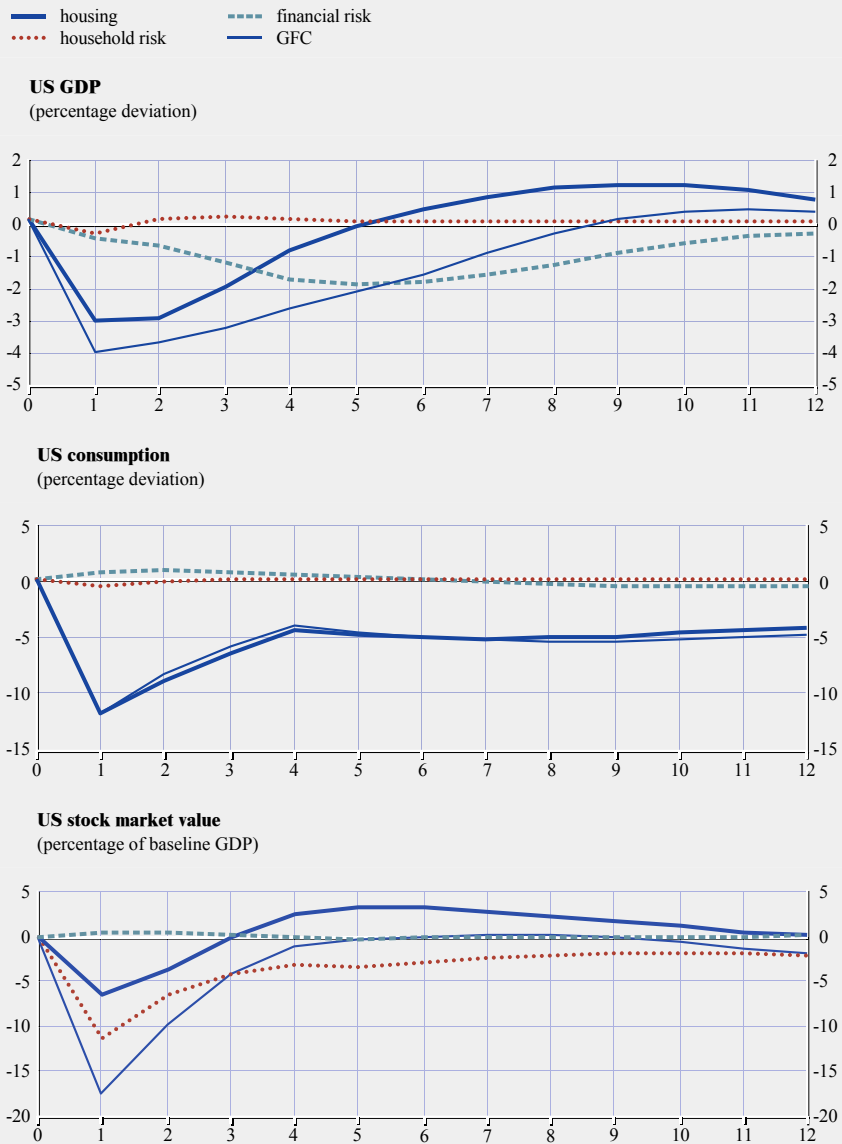 housing financial risk
household risk GFC
US GDP
(percentage deviation)
2 2
1 1
0 0
-1 -1
-2 -2
-3 -3
-4 -4
-5 -5
0 1 2 3 4 5 6 7 8 9 10 11 12
US consumption
(percentage deviation)
5 5
0 0
-5 -5
-10 -10
-15 -15
0 1 2 3 4 5 6 7 8 9 10 11 12
US stock market value
(percentage of baseline GDP)
5 5
0 0
-5 -5
-10 -10
-15 -15
-20 -20
0 1 2 3 4 5 6 7 8 9 10 11 12